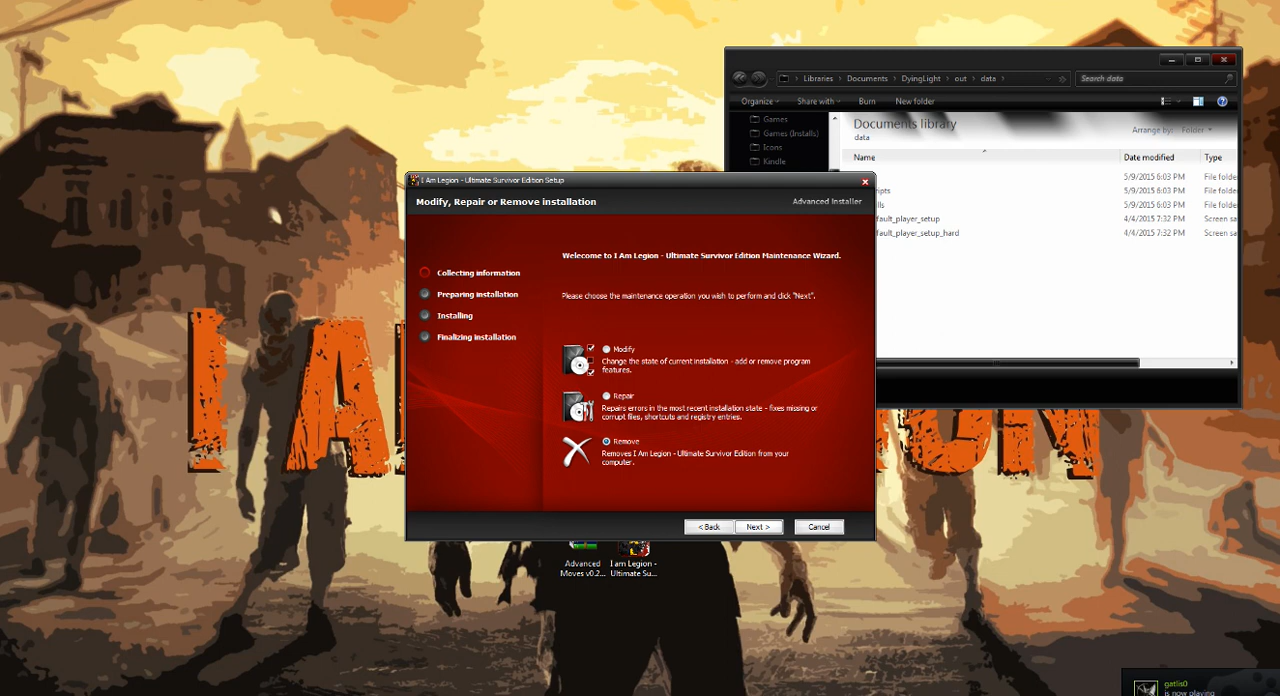 Libraries Documents DyingLight out data
Search data
Organize Share with Burn New folder
Games
Games (Installs)
Icons
Kindle
Documents library
data
Arrange by: Folder
Name Date modified Type
5/9/2015 6:03 PM File folde
ripts 5/9/2015 6:03 PM File folde
lls 5/9/2015 6:03 PM File folde
fault_player_setup 4/4/2015 7:32 PM Screen sa
fault_player_setup_hard 4/4/2015 7:32 PM Screen sa
I Am Legion - Ultimate Survivor Edition Setup
Modify, Repair or Remove installation
Advanced Installer
Collecting information
Preparing installation
Installing
Finalizing installation
Welcome to I Am Legion - Ultimate Survivor Edition Maintenance Wizard.
Please choose the maintenance operation you wish to perform and click "Next".
Modify
Change the state of current installation - add or remove program
features.
Repair
Repairs errors in the most recent installation state - fixes missing or
corrupt files, shortcuts and registry entries.
Remove
Removes I Am Legion - Ultimate Survivor Edition from your
computer.
< Back Next > Cancel
Advanced
Moves v0.2...
I am Legion -
Ultimate Su...
gatlis0
is now playing